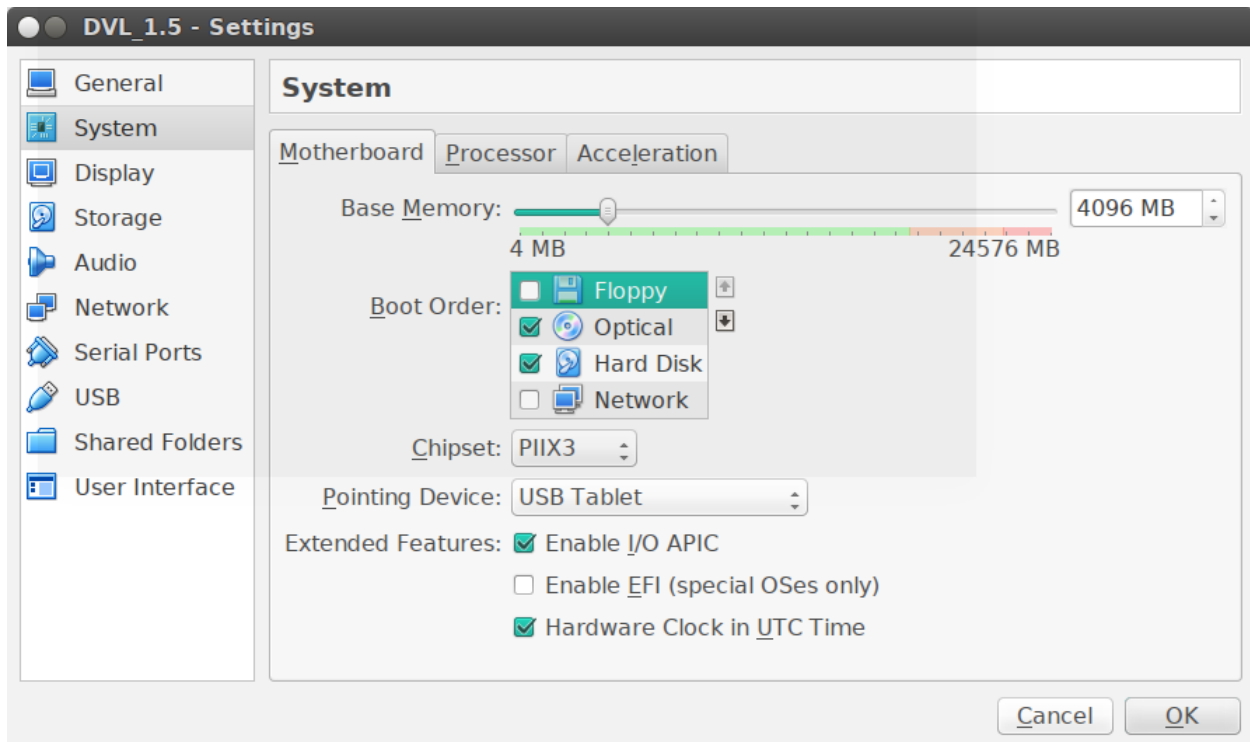 DVL_1.5 - Settings
General
System
Display
Storage
Audio
Network
Serial Ports
USB
Shared Folders
User Interface
System
Motherboard Processor Acceleration
Base Memory: 4096 MB
4 MB 24576 MB
Boot Order:
Floppy
Optical
Hard Disk
Network
Chipset: PIIX3
Pointing Device: USB Tablet
Extended Features: Enable I/O APIC
Enable EFI (special OSes only)
Hardware Clock in UTC Time
Cancel OK